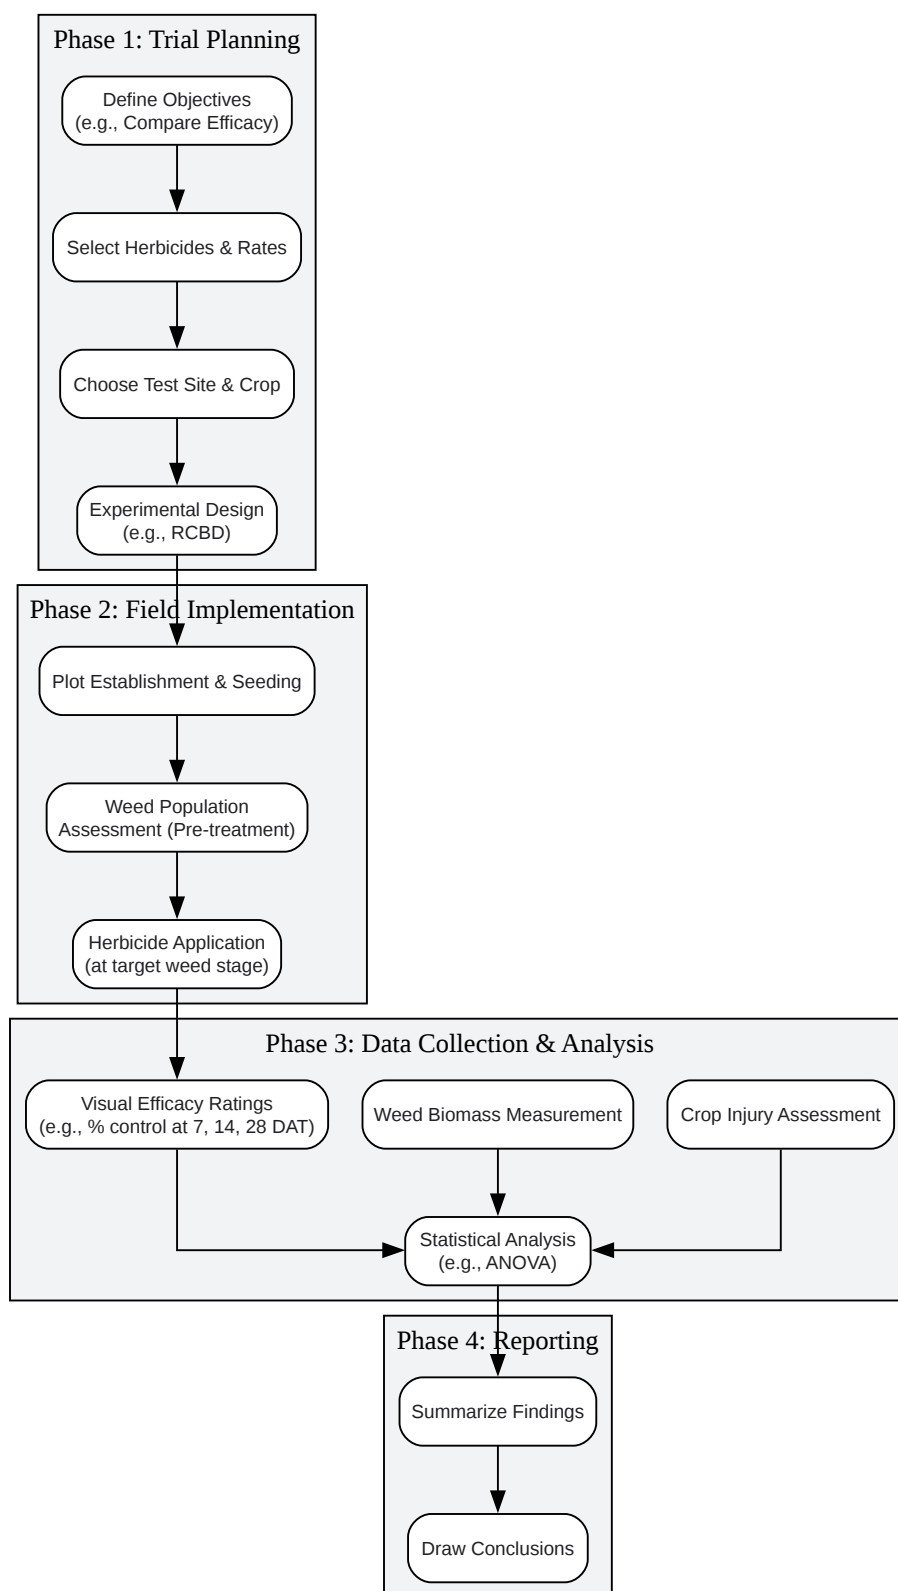 Phase 1: Trial Planning
Define Objectives
(e.g., Compare Efficacy)
Select Herbicides & Rates
Choose Test Site & Crop
Experimental Design
(e.g., RCBD)
Phase 2: Field Implementation
Plot Establishment & Seeding
Weed Population
Assessment (Pre-treatment)
Herbicide Application
(at target weed stage)
Phase 3: Data Collection & Analysis
Visual Efficacy Ratings
(e.g., % control at 7, 14, 28 DAT)
Weed Biomass Measurement
Crop Injury Assessment
Statistical Analysis
(e.g., ANOVA)
Phase 4: Reporting
Summarize Findings
Draw Conclusions